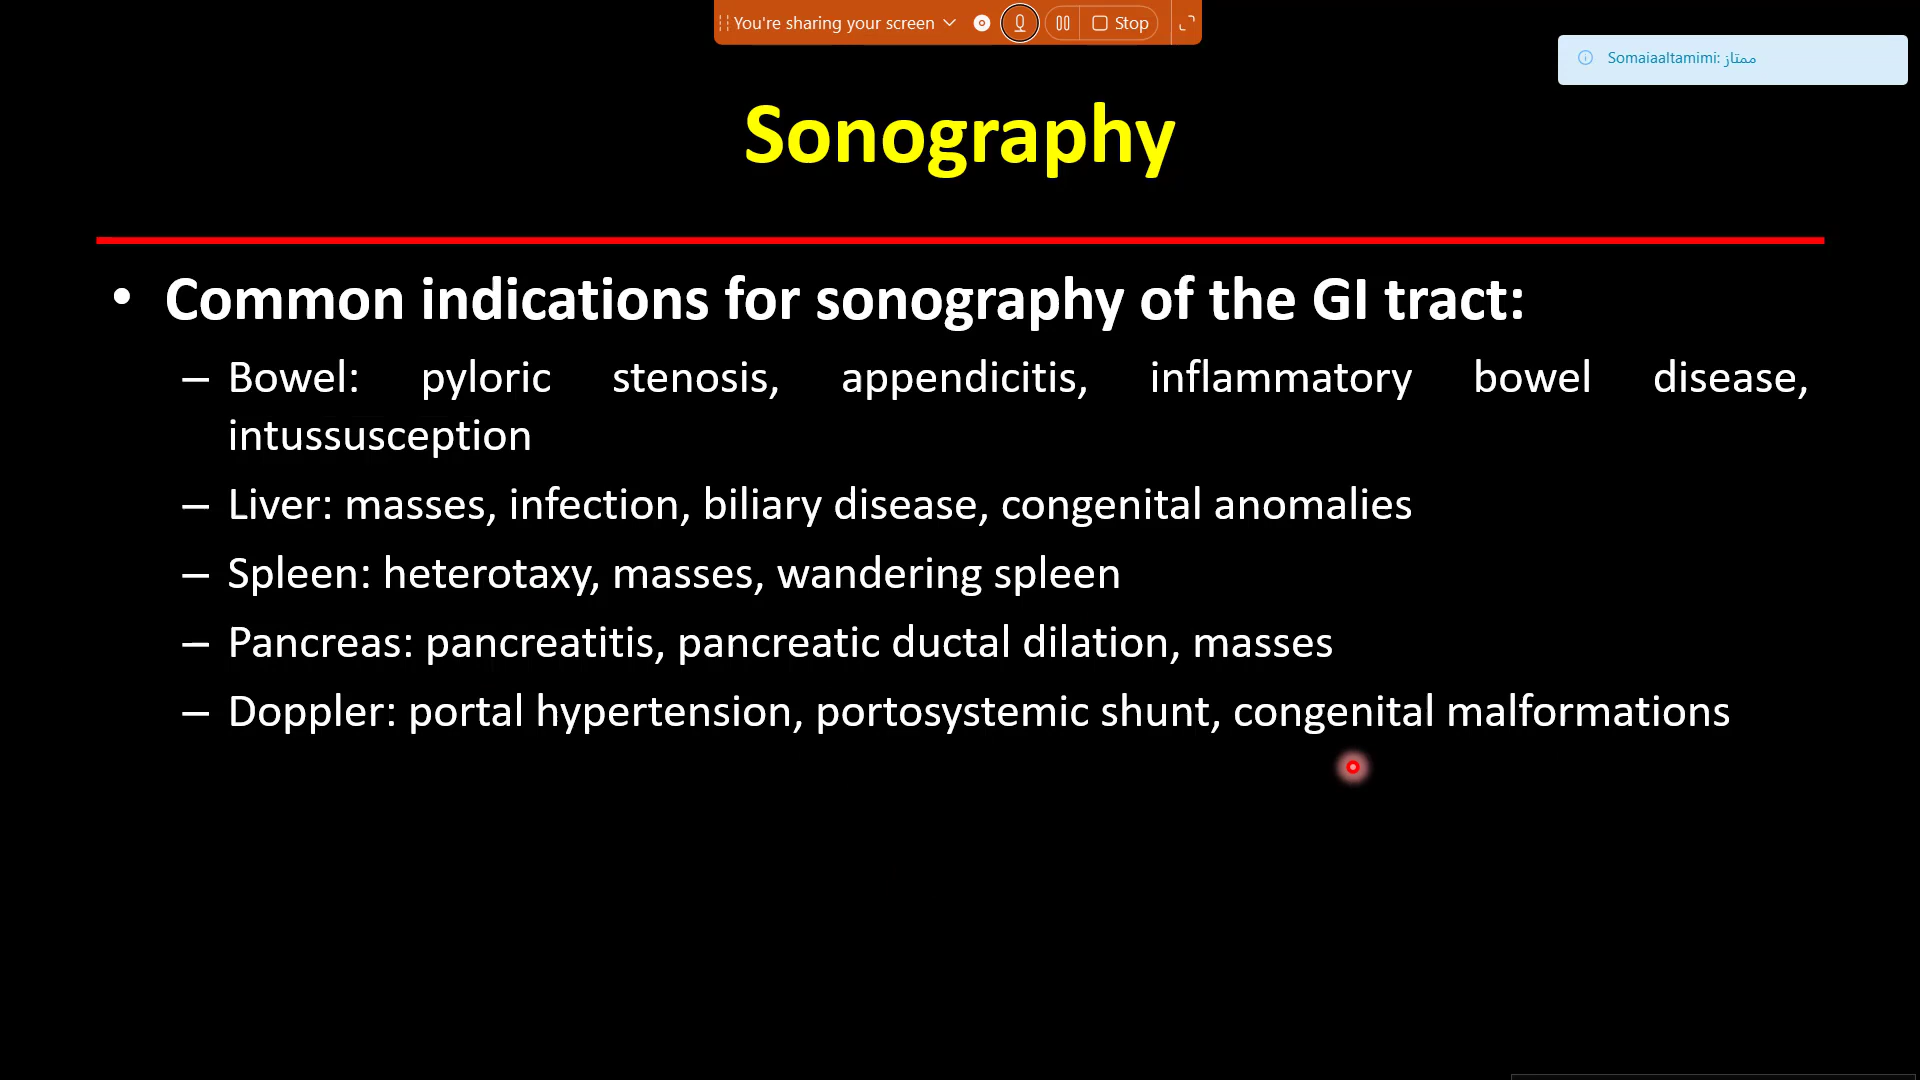 You're sharing your screen
Stop
Somaiaaltamimi: ممتاز
Sonography
• Common indications for sonography of the GI tract:
– Bowel: pyloric stenosis, appendicitis, inflammatory bowel disease,
intussusception
– Liver: masses, infection, biliary disease, congenital anomalies
– Spleen: heterotaxy, masses, wandering spleen
– Pancreas: pancreatitis, pancreatic ductal dilation, masses
– Doppler: portal hypertension, portosystemic shunt, congenital malformations